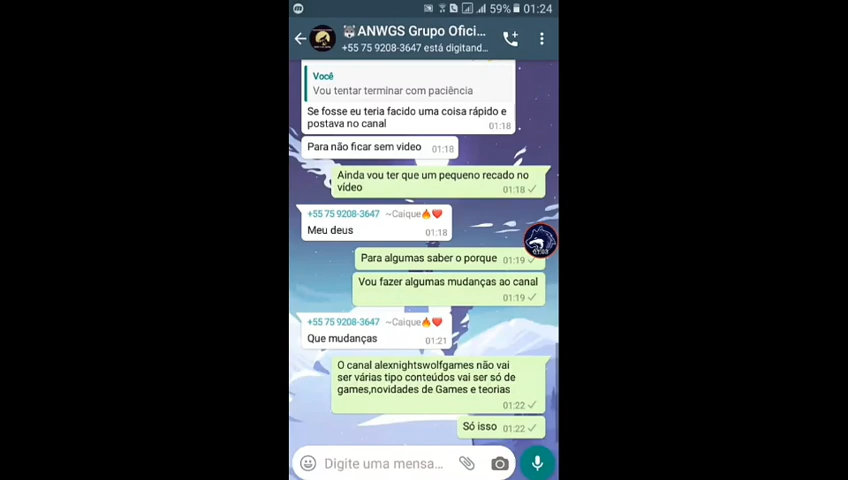 59% 01:24
ANWGS Grupo Ofici...
+55 75 9208-3647 está digitand...
Você
Vou tentar terminar com paciência
Se fosse eu teria facido uma coisa rápido e
postava no canal
01:18
Para não ficar sem video 01:18
Ainda vou ter que um pequeno recado no
vídeo
01:18
+55 75 9208-3647 ~Caique🔥❤️
Meu deus 01:18
Para algumas saber o porque 01:19
Vou fazer algumas mudanças ao canal
01:19
+55 75 9208-3647 ~Caique🔥❤️
Que mudanças 01:21
O canal alexnightswolfgames não vai
ser várias tipo conteúdos vai ser só de
games,novidades de Games e teorias
01:22
Só isso 01:22
Digite uma mensa...